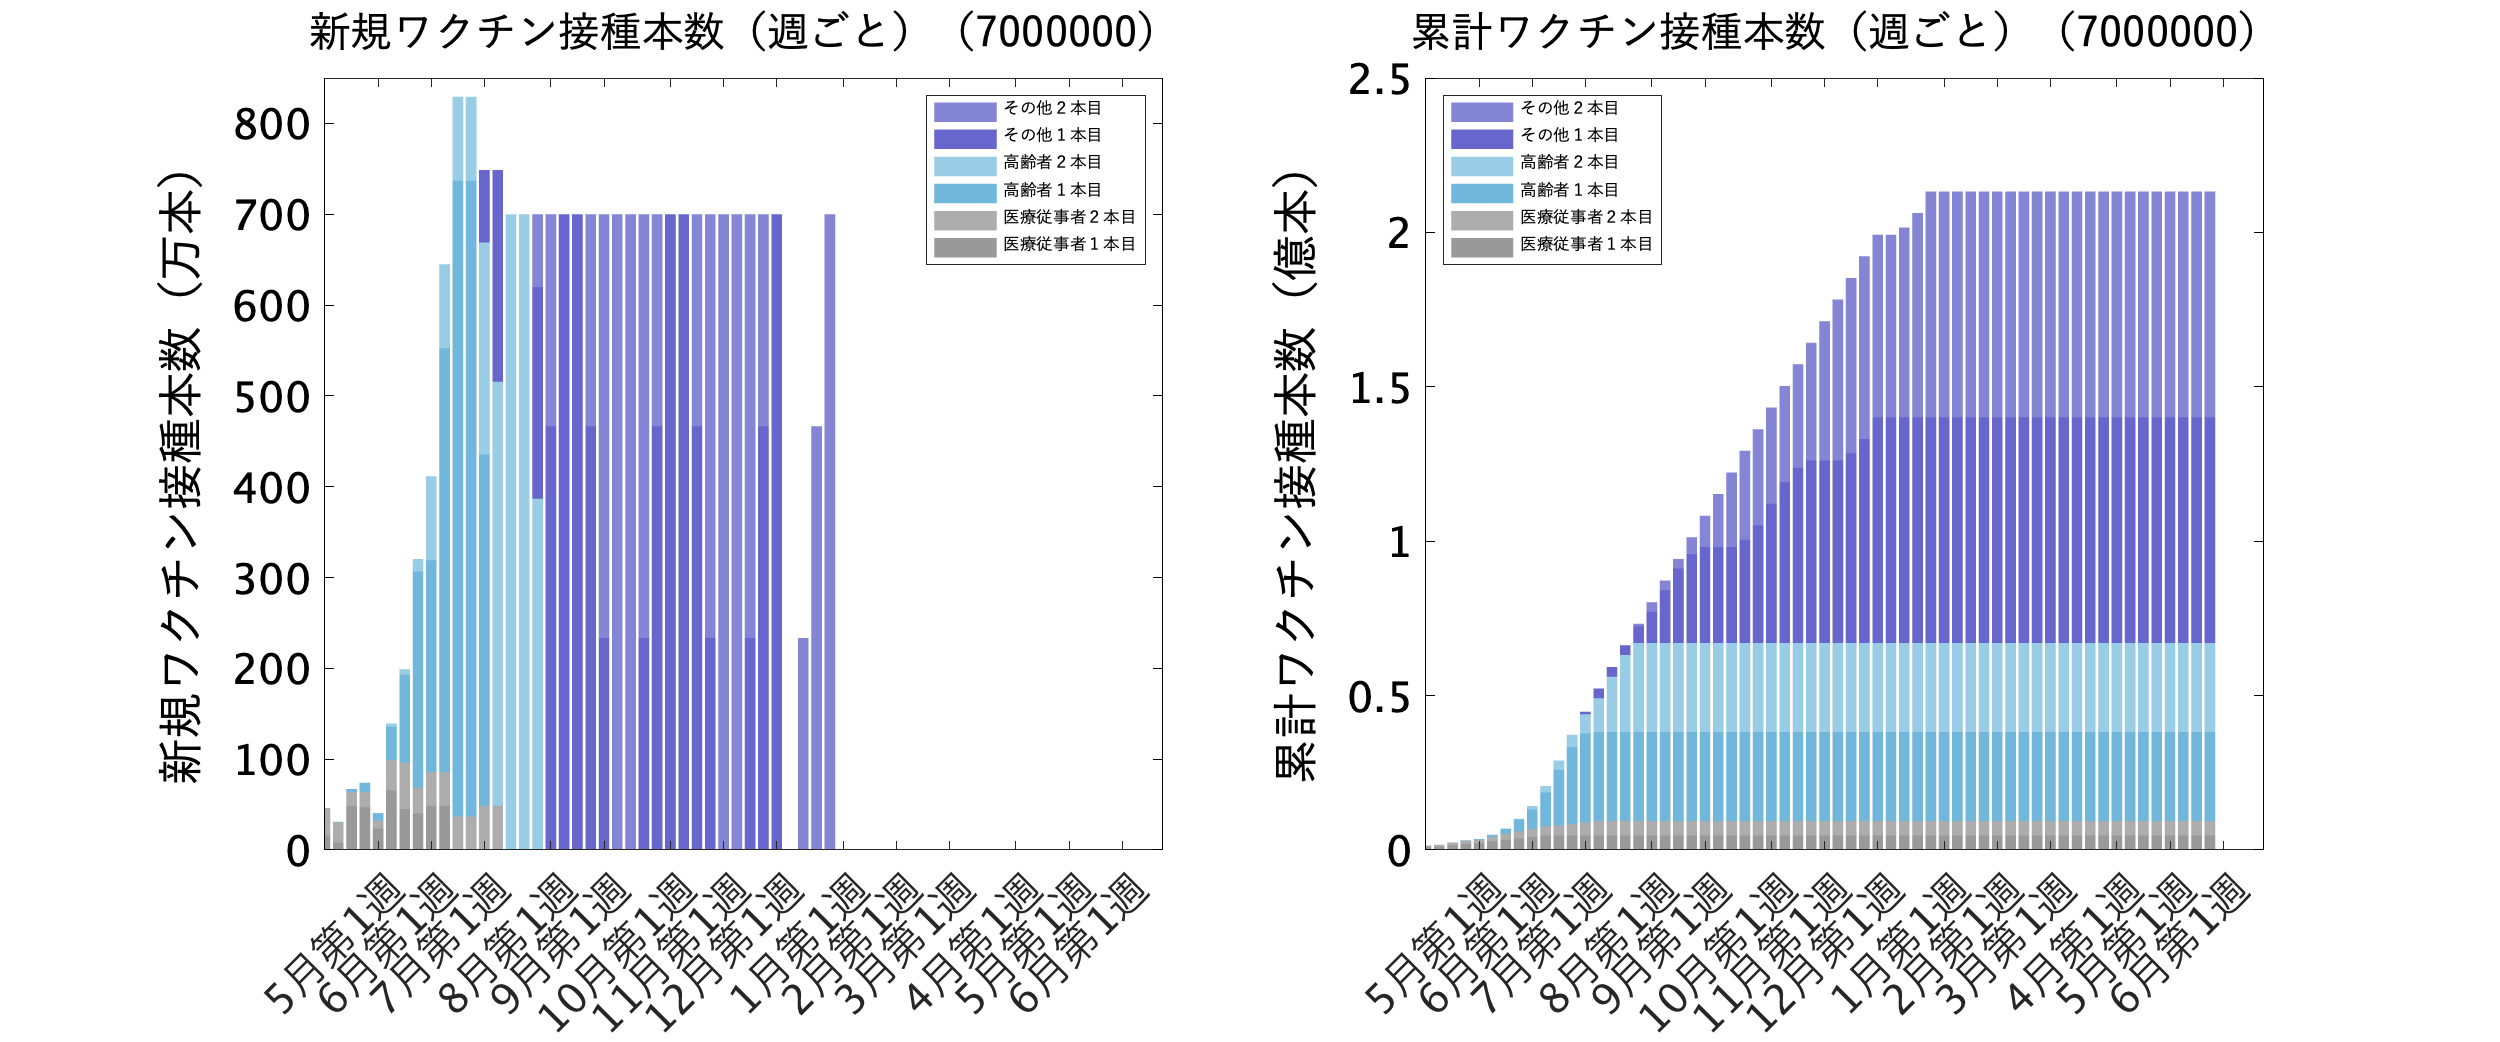 新規ワクチン接種本数（週ごと）（7000000）
新規ワクチン接種本数（万本）
800
700
600
500
400
300
200
100
0
その他２本目
その他１本目
高齢者２本目
高齢者１本目
医療従事者２本目
医療従事者１本目
5月第1週
6月第1週
7月第1週
8月第1週
9月第1週
10月第1週
11月第1週
12月第1週
1月第1週
2月第1週
3月第1週
4月第1週
5月第1週
6月第1週
累計ワクチン接種本数（週ごと）（7000000）
累計ワクチン接種本数（億本）
2.5
2
1.5
1
0.5
0
その他２本目
その他１本目
高齢者２本目
高齢者１本目
医療従事者２本目
医療従事者１本目
5月第1週
6月第1週
7月第1週
8月第1週
9月第1週
10月第1週
11月第1週
12月第1週
1月第1週
2月第1週
3月第1週
4月第1週
5月第1週
6月第1週